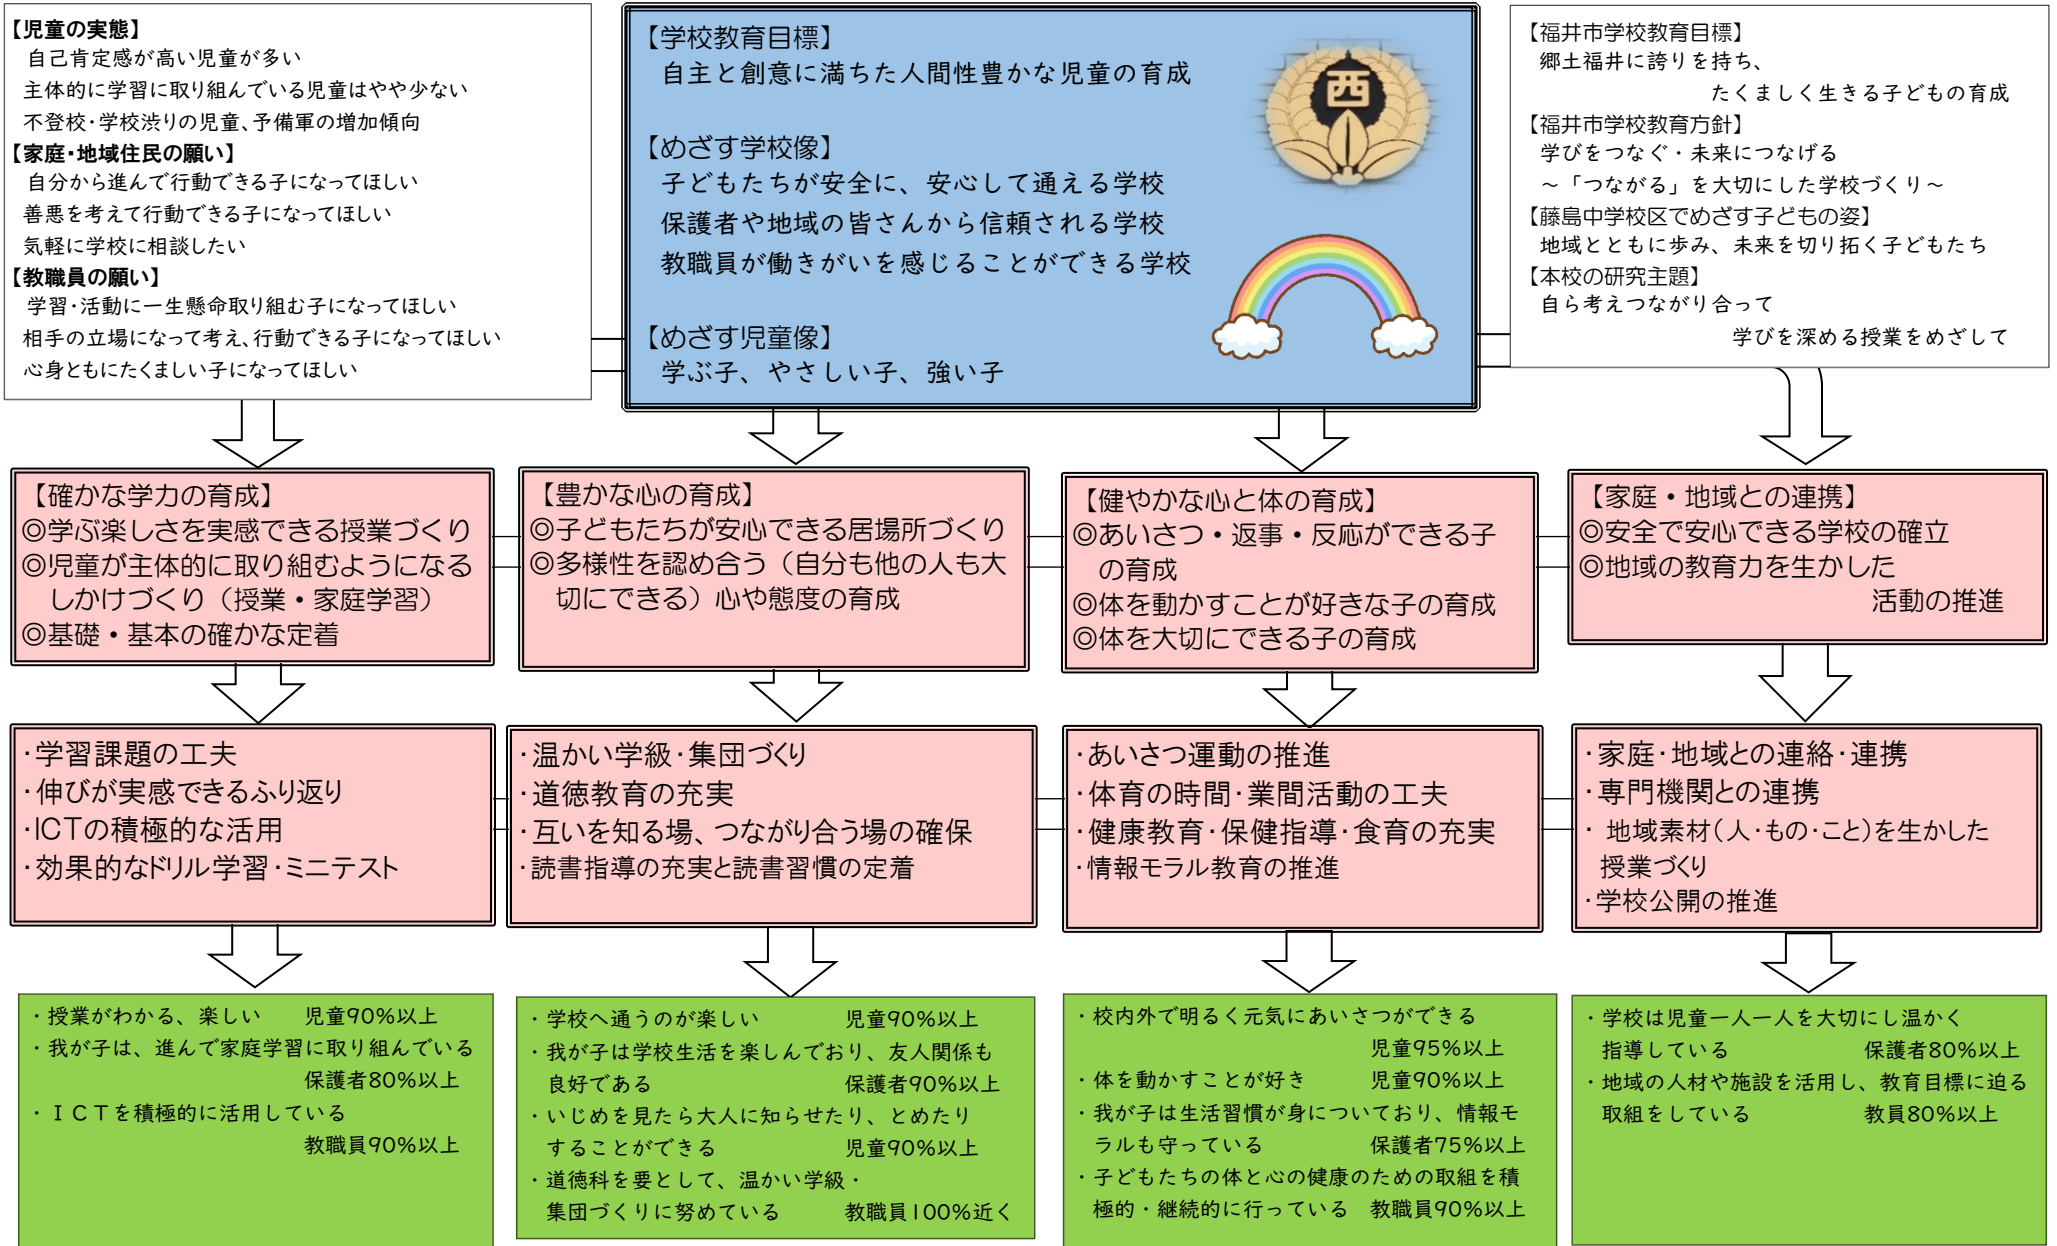 【児童の実態】
自己肯定感が高い児童が多い
主体的に学習に取り組んでいる児童はやや少ない
不登校・学校渋りの児童、予備軍の増加傾向
【家庭・地域住民の願い】
自分から進んで行動できる子になってほしい
善悪を考えて行動できる子になってほしい
気軽に学校に相談したい
【教職員の願い】
学習・活動に一生懸命取り組む子になってほしい
相手の立場になって考え、行動できる子になってほしい
心身ともにたくましい子になってほしい
【学校教育目標】
自主と創意に満ちた人間性豊かな児童の育成
西
【めざす学校像】
子どもたちが安全に、安心して通える学校
保護者や地域の皆さんから信頼される学校
教職員が働きがいを感じることができる学校
【めざす児童像】
学ぶ子、やさしい子、強い子
【福井市学校教育目標】
郷土福井に誇りを持ち、
たくましく生きる子どもの育成
【福井市学校教育方針】
学びをつなぐ・未来につなげる
～「つながる」を大切にした学校づくり～
【藤島中学校区でめざす子どもの姿】
地域とともに歩み、未来を切り拓く子どもたち
【本校の研究主題】
自ら考えつながり合って
学びを深める授業をめざして
【確かな学力の育成】
◎学ぶ楽しさを実感できる授業づくり
◎児童が主体的に取り組むようになる
しかけづくり（授業・家庭学習）
◎基礎・基本の確かな定着
【豊かな心の育成】
◎子どもたちが安心できる居場所づくり
◎多様性を認め合う（自分も他の人も大
切にできる）心や態度の育成
【健やかな心と体の育成】
◎あいさつ・返事・反応ができる子
の育成
◎体を動かすことが好きな子の育成
◎体を大切にできる子の育成
【家庭・地域との連携】
◎安全で安心できる学校の確立
◎地域の教育力を生かした
活動の推進
・学習課題の工夫
・伸びが実感できるふり返り
・ICTの積極的な活用
・効果的なドリル学習・ミニテスト
・温かい学級・集団づくり
・道徳教育の充実
・互いを知る場、つながり合う場の確保
・読書指導の充実と読書習慣の定着
・あいさつ運動の推進
・体育の時間・業間活動の工夫
・健康教育・保健指導・食育の充実
・情報モラル教育の推進
・家庭・地域との連絡・連携
・専門機関との連携
・地域素材（人・もの・こと）を生かした
授業づくり
・学校公開の推進
・授業がわかる、楽しい 児童90%以上
・我が子は、進んで家庭学習に取り組んでいる
保護者80%以上
・ＩＣＴを積極的に活用している
教職員90%以上
・学校へ通うのが楽しい 児童90%以上
・我が子は学校生活を楽しんでおり、友人関係も
良好である 保護者90%以上
・いじめを見たら大人に知らせたり、とめたり
することができる 児童90%以上
・道徳科を要として、温かい学級・
集団づくりに努めている 教職員100%近く
・校内外で明るく元気にあいさつができる
児童95%以上
・体を動かすことが好き 児童90%以上
・我が子は生活習慣が身についており、情報モ
ラルも守っている 保護者75%以上
・子どもたちの体と心の健康のための取組を積
極的・継続的に行っている 教職員90%以上
・学校は児童一人一人を大切にし温かく
指導している 保護者80%以上
・地域の人材や施設を活用し、教育目標に迫る
取組をしている 教員80%以上